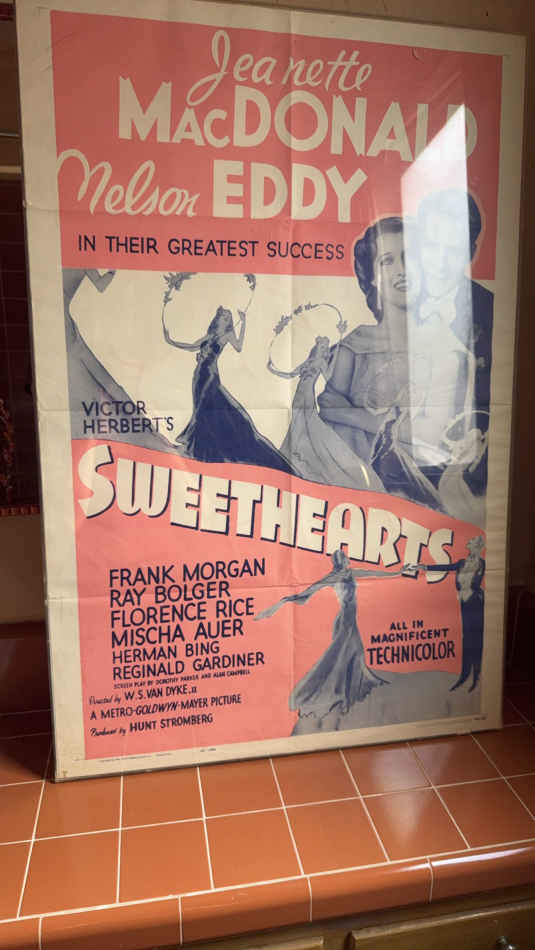 Jeanette
MacDONALD
Nelson EDDY
IN THEIR GREATEST SUCCESS
VICTOR
HERBERT'S
SWEETHEARTS
FRANK MORGAN
RAY BOLGER
FLORENCE RICE
MISCHA AUER
HERMAN BING
REGINALD GARDINER
SCREEN PLAY BY DOROTHY PARKER AND ALAN CAMPBELL
Directed by W.S. VAN DYKE, II
A METRO-GOLDWYN-MAYER PICTURE
Produced by HUNT STROMBERG
ALL IN
MAGNIFICENT
TECHNICOLOR